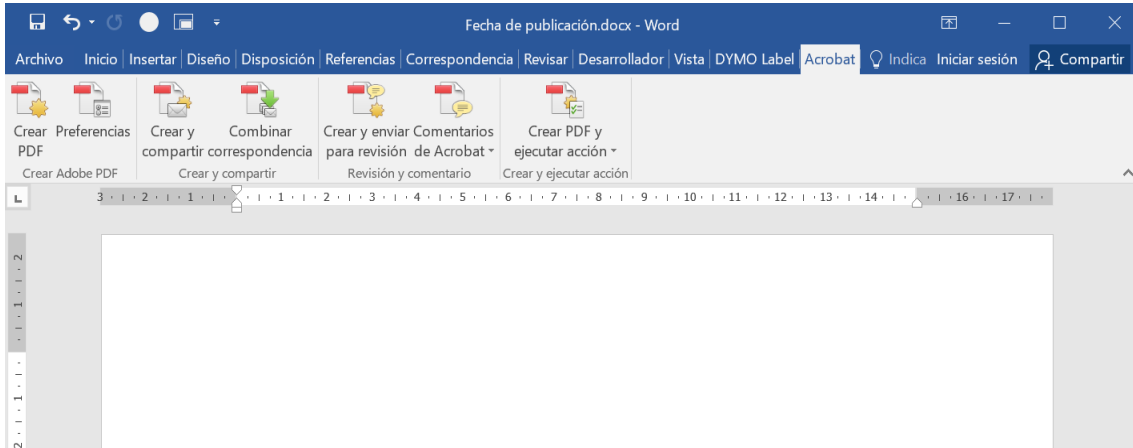 Fecha de publicación.docx - Word
Archivo Inicio Insertar Diseño Disposición Referencias Correspondencia Revisar Desarrollador Vista DYMO Label Acrobat Indica Iniciar sesión Compartir
Crear Preferencias Crear y Combinar Crear y enviar Comentarios Crear PDF y
PDF compartir correspondencia para revisión de Acrobat ejecutar acción
Crear Adobe PDF Crear y compartir Revisión y comentario Crear y ejecutar acción
3 2 1 1 2 3 4 5 6 7 8 9 10 11 12 13 14 16 17
2
1
1
2